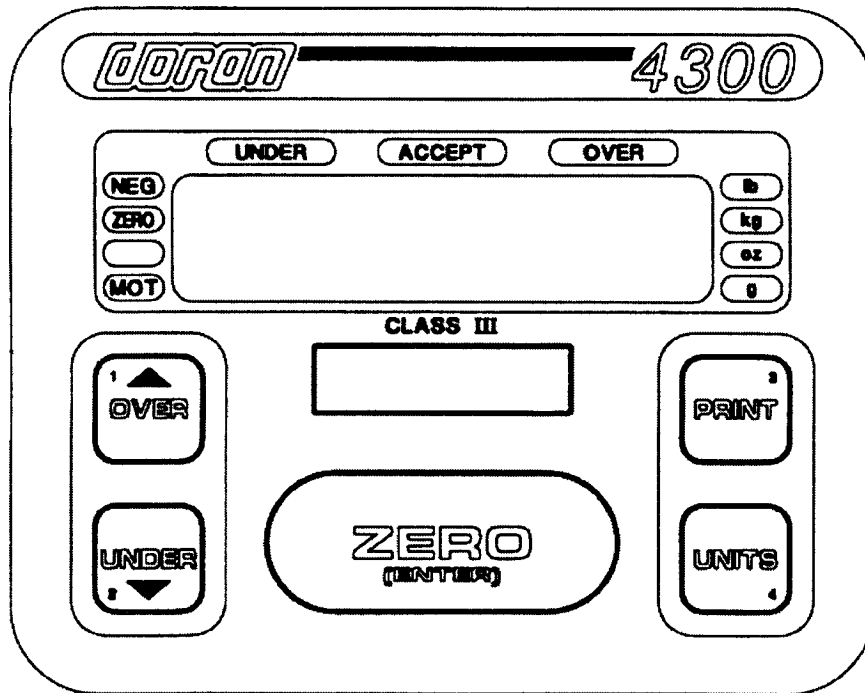 doron 4300
UNDER ACCEPT OVER
NEG lb
ZERO kg
oz
MOT g
CLASS III
1 3
OVER PRINT
ZERO
(ENTER)
UNDER UNITS
2 4